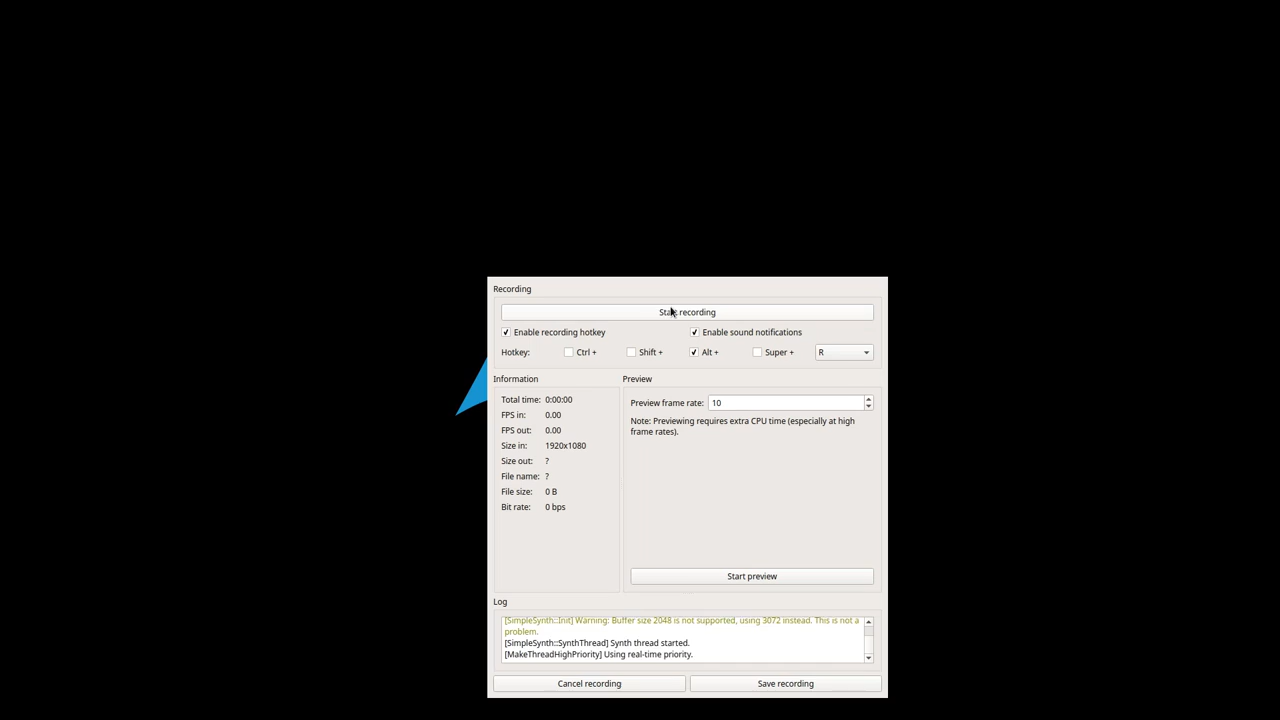 Recording
Start recording
Enable recording hotkey
Enable sound notifications
Hotkey: Ctrl + Shift + Alt + Super + R
Information
Total time: 0:00:00
FPS in: 0.00
FPS out: 0.00
Size in: 1920x1080
Size out: ?
File name: ?
File size: 0 B
Bit rate: 0 bps
Preview
Preview frame rate: 10
Note: Previewing requires extra CPU time (especially at high
frame rates).
Start preview
Log
[SimpleSynth::Init] Warning: Buffer size 2048 is not supported, using 3072 instead. This is not a
problem.
[SimpleSynth::SynthThread] Synth thread started.
[MakeThreadHighPriority] Using real-time priority.
Cancel recording
Save recording